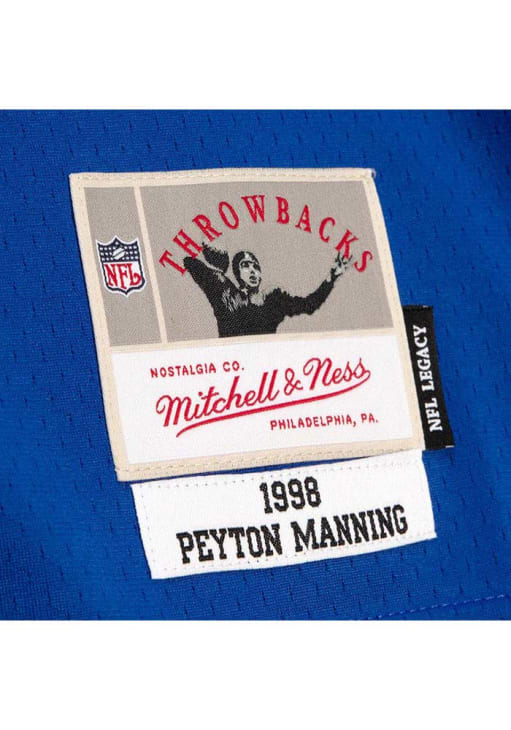 THROWBACKS
NFL
NOSTALGIA CO.
Mitchell & Ness
PHILADELPHIA, PA.
NFL LEGACY
1998
PEYTON MANNING